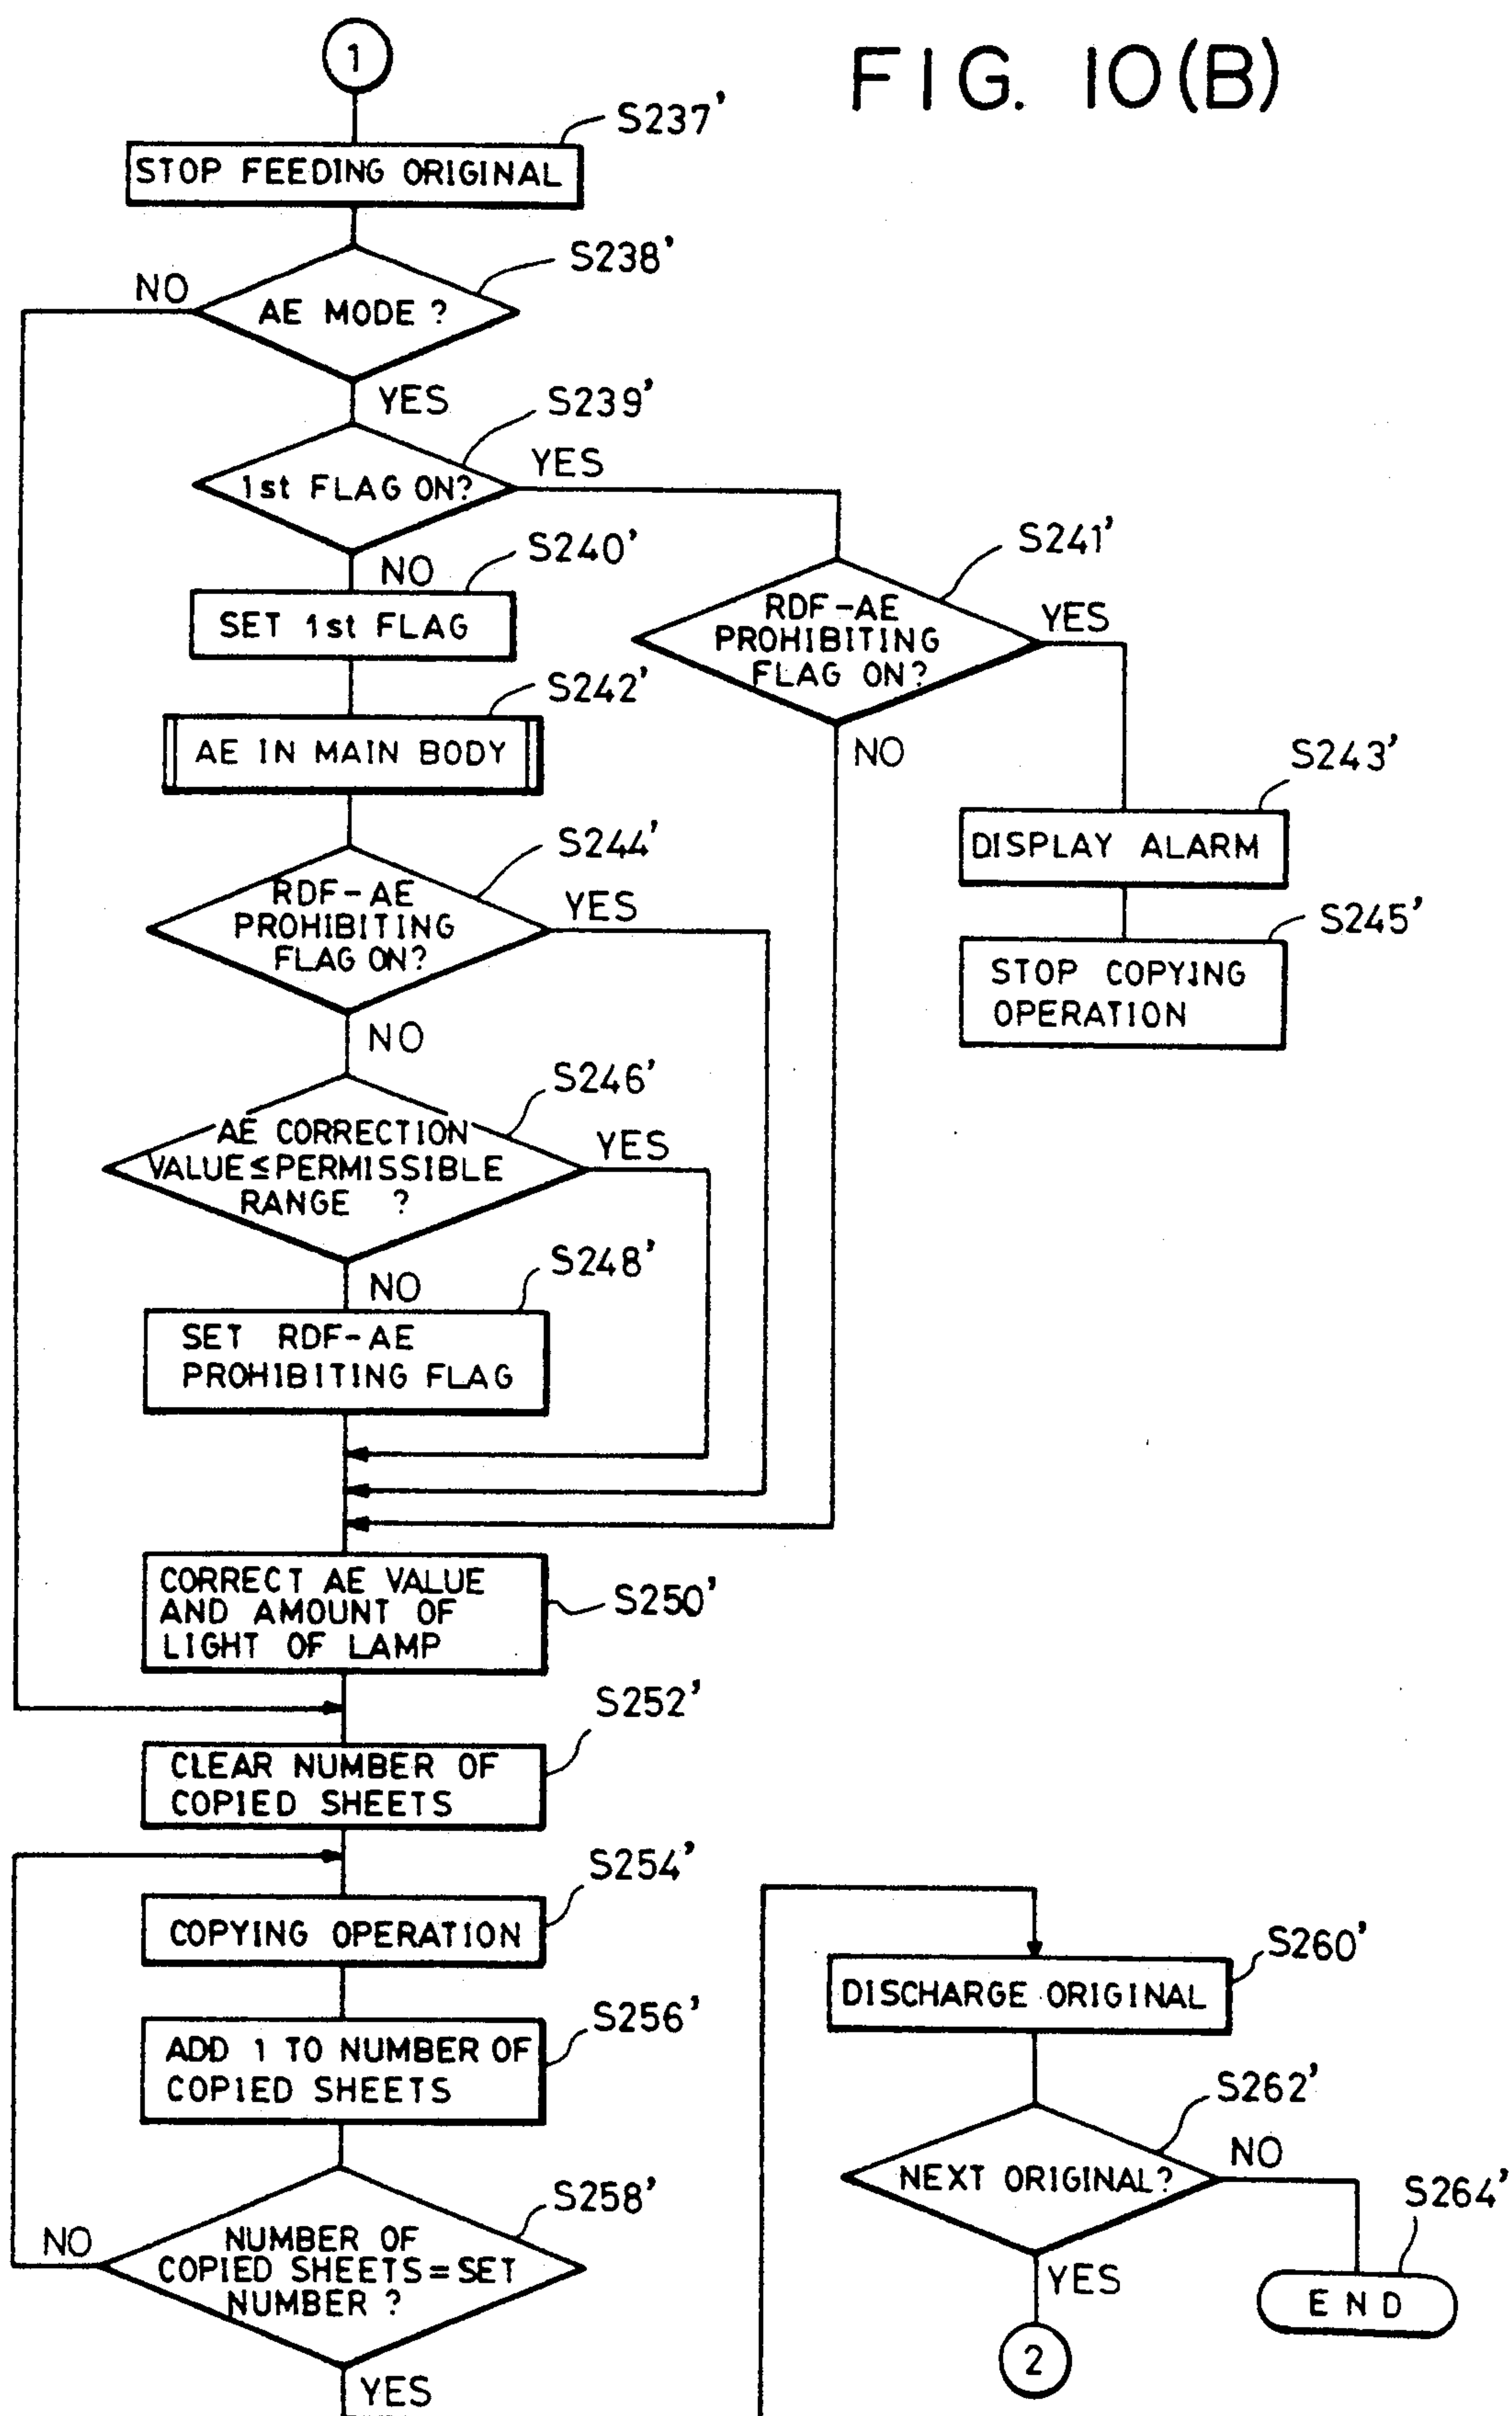 FIG. 10(B)
1
S237'
STOP FEEDING ORIGINAL
S238'
NO
AE MODE ?
YES
S239'
1st FLAG ON?
YES
NO
S240'
SET 1st FLAG
S241'
RDF-AE
PROHIBITING
FLAG ON?
YES
NO
S242'
AE IN MAIN BODY
S243'
DISPLAY ALARM
S244'
RDF-AE
PROHIBITING
FLAG ON?
YES
NO
S245'
STOP COPYING
OPERATION
S246'
AE CORRECTION
VALUE≤PERMISSIBLE
RANGE ?
YES
NO
S248'
SET RDF-AE
PROHIBITING FLAG
CORRECT AE VALUE
AND AMOUNT OF
LIGHT OF LAMP
S250'
S252'
CLEAR NUMBER OF
COPIED SHEETS
S254'
COPYING OPERATION
S256'
ADD 1 TO NUMBER OF
COPIED SHEETS
S258'
NO
NUMBER OF
COPIED SHEETS=SET
NUMBER ?
YES
S260'
DISCHARGE ORIGINAL
S262'
NEXT ORIGINAL?
NO
YES
S264'
END
2